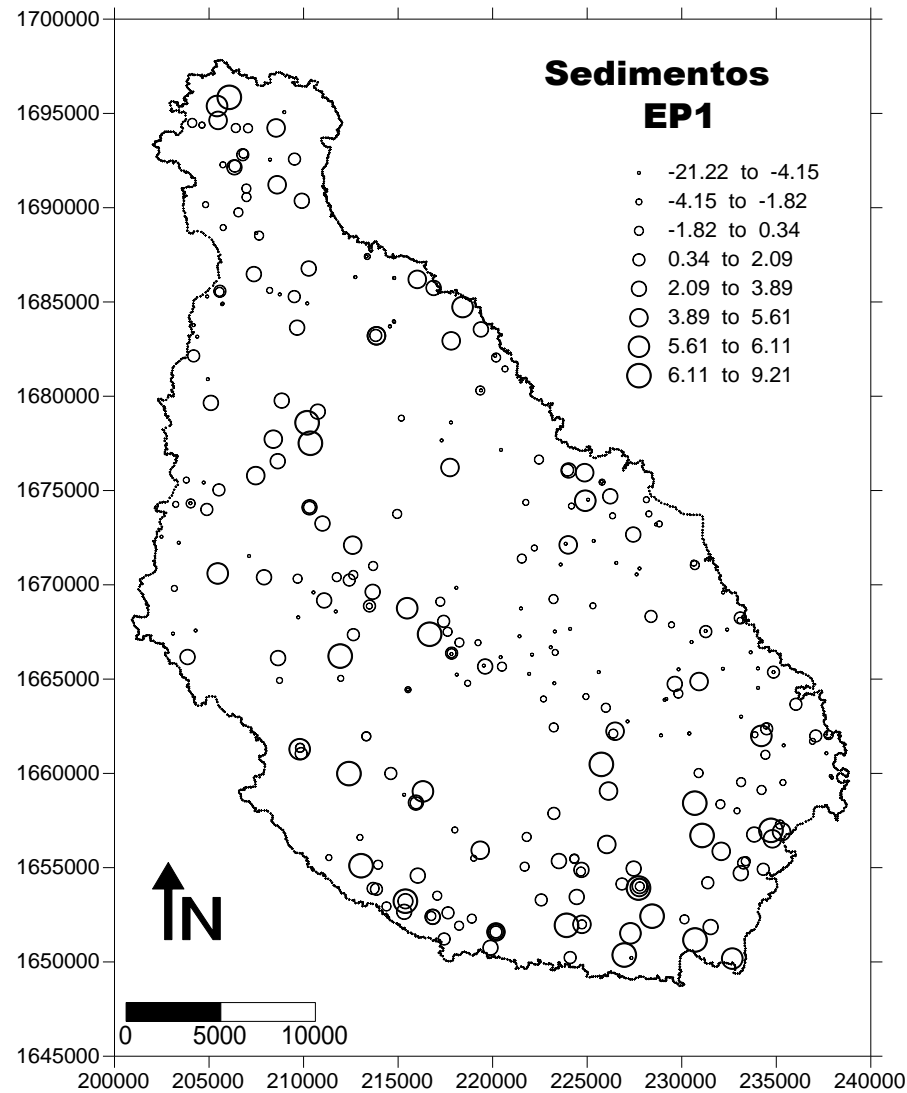 1700000
1695000
1690000
1685000
1680000
1675000
1670000
1665000
1660000
1655000
1650000
1645000
Sedimentos
EP1
-21.22 to -4.15
-4.15 to -1.82
-1.82 to 0.34
0.34 to 2.09
2.09 to 3.89
3.89 to 5.61
5.61 to 6.11
6.11 to 9.21
N
0 5000 10000
200000 205000 210000 215000 220000 225000 230000 235000 240000